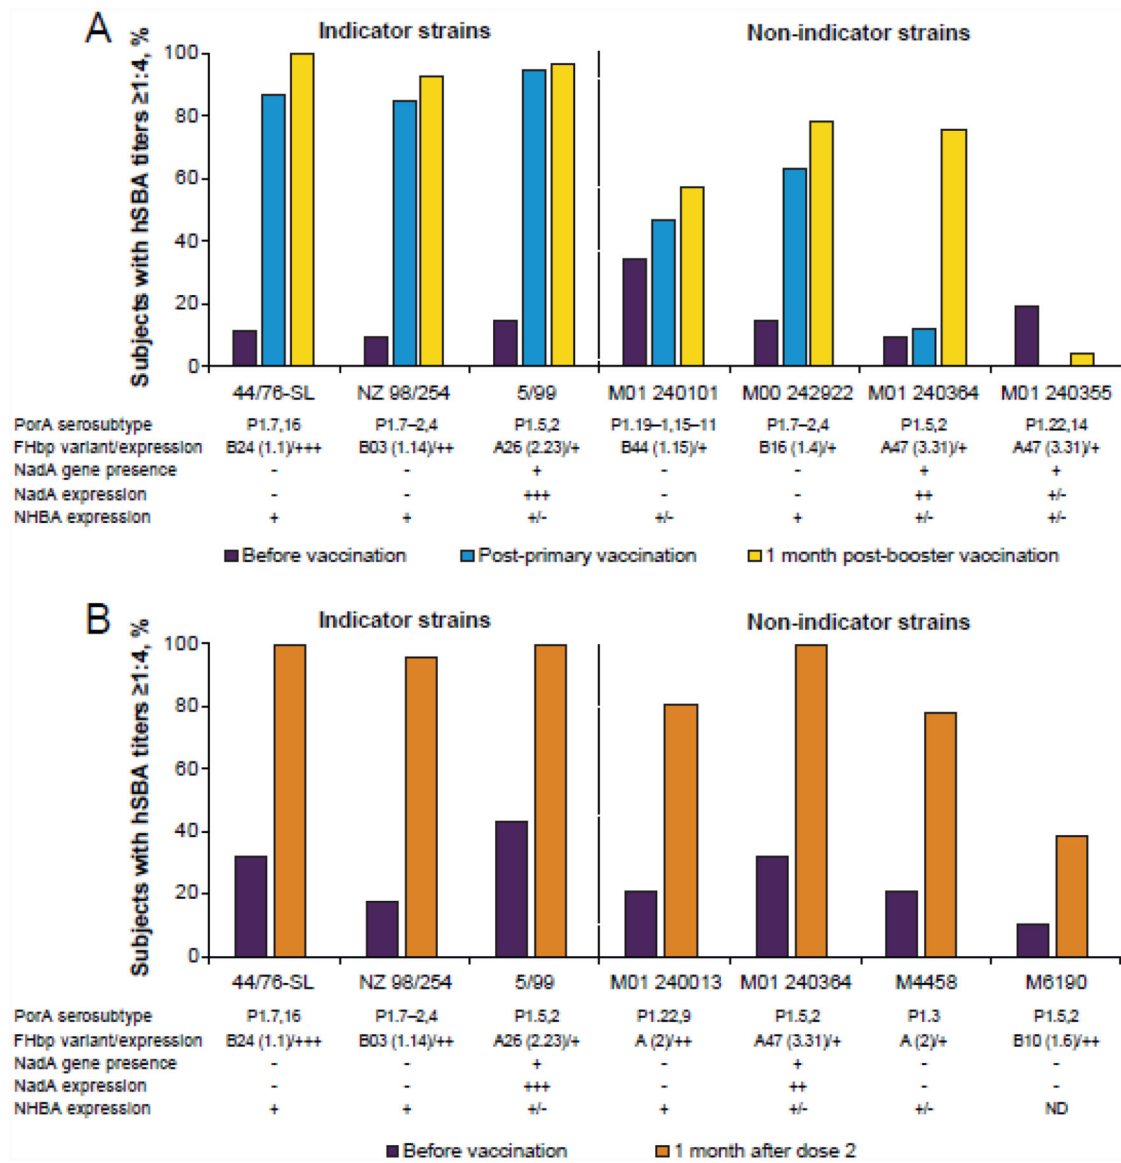 A
Indicator strains
Non-indicator strains
Subjects with hSBA titers ≥1:4, %
100
80
60
40
20
0
44/76-SL NZ 98/254 5/99 M01 240101 M00 242922 M01 240364 M01 240355
PorA serosubtype P1.7,16 P1.7–2,4 P1.5,2 P1.19–1,15–11 P1.7–2,4 P1.5,2 P1.22,14
FHbp variant/expression B24 (1.1)/+++ B03 (1.14)/++ A26 (2.23)/+ B44 (1.15)/+ B16 (1.4)/+ A47 (3.31)/+ A47 (3.31)/+
NadA gene presence - - + - - + +
NadA expression - - +++ - - ++ +/-
NHBA expression + + +/- +/- + +/- +/-
Before vaccination Post-primary vaccination 1 month post-booster vaccination
B
Indicator strains
Non-indicator strains
Subjects with hSBA titers ≥1:4, %
100
80
60
40
20
0
44/76-SL NZ 98/254 5/99 M01 240013 M01 240364 M4458 M6190
PorA serosubtype P1.7,16 P1.7–2,4 P1.5,2 P1.22,9 P1.5,2 P1.3 P1.5,2
FHbp variant/expression B24 (1.1)/+++ B03 (1.14)/++ A26 (2.23)/+ A (2)/++ A47 (3.31)/+ A (2)/+ B10 (1.6)/++
NadA gene presence - - + - + - -
NadA expression - - +++ - ++ - -
NHBA expression + + +/- + +/- +/- ND
Before vaccination 1 month after dose 2